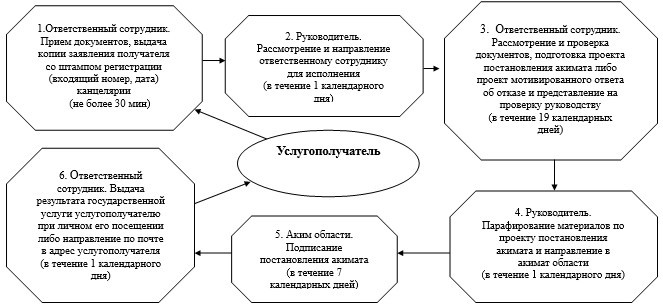 1.Ответственный сотрудник.
Прием документов, выдача
копии заявления получателя
со штампом регистрации
(входящий номер, дата)
канцелярии
(не более 30 мин)
2. Руководитель.
Рассмотрение и направление
ответственному сотруднику
для исполнения
(в течение 1 календарного
дня)
3. Ответственный сотрудник.
Рассмотрение и проверка
документов, подготовка проекта
постановления акимата либо
проект мотивированного ответа
об отказе и представление на
проверку руководству
(в течение 19 календарных
дней)
Услугополучатель
6. Ответственный
сотрудник. Выдача
результата государственной
услуги услугополучателю
при личном его посещении
либо направление по почте
в адрес услугополучателя
(в течение 1 календарного
дня)
5. Аким области.
Подписание
постановления акимата
(в течение 7
календарных дней)
4. Руководитель.
Парафирование материалов по
проекту постановления
акимата и направление в
акимат области
(в течение 1 календарного дня)